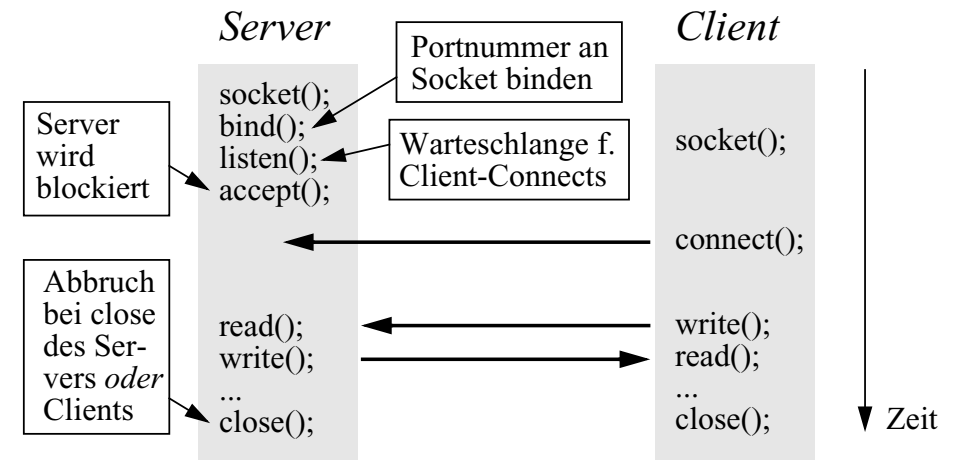 Server
Client
Portnummer an
Socket binden
socket();
bind();
listen();
accept();
Server
wird
blockiert
Warteschlange f.
Client-Connects
socket();
connect();
Abbruch
bei close
des Ser-
vers oder
Clients
read();
write();
...
close();
write();
read();
...
close();
Zeit